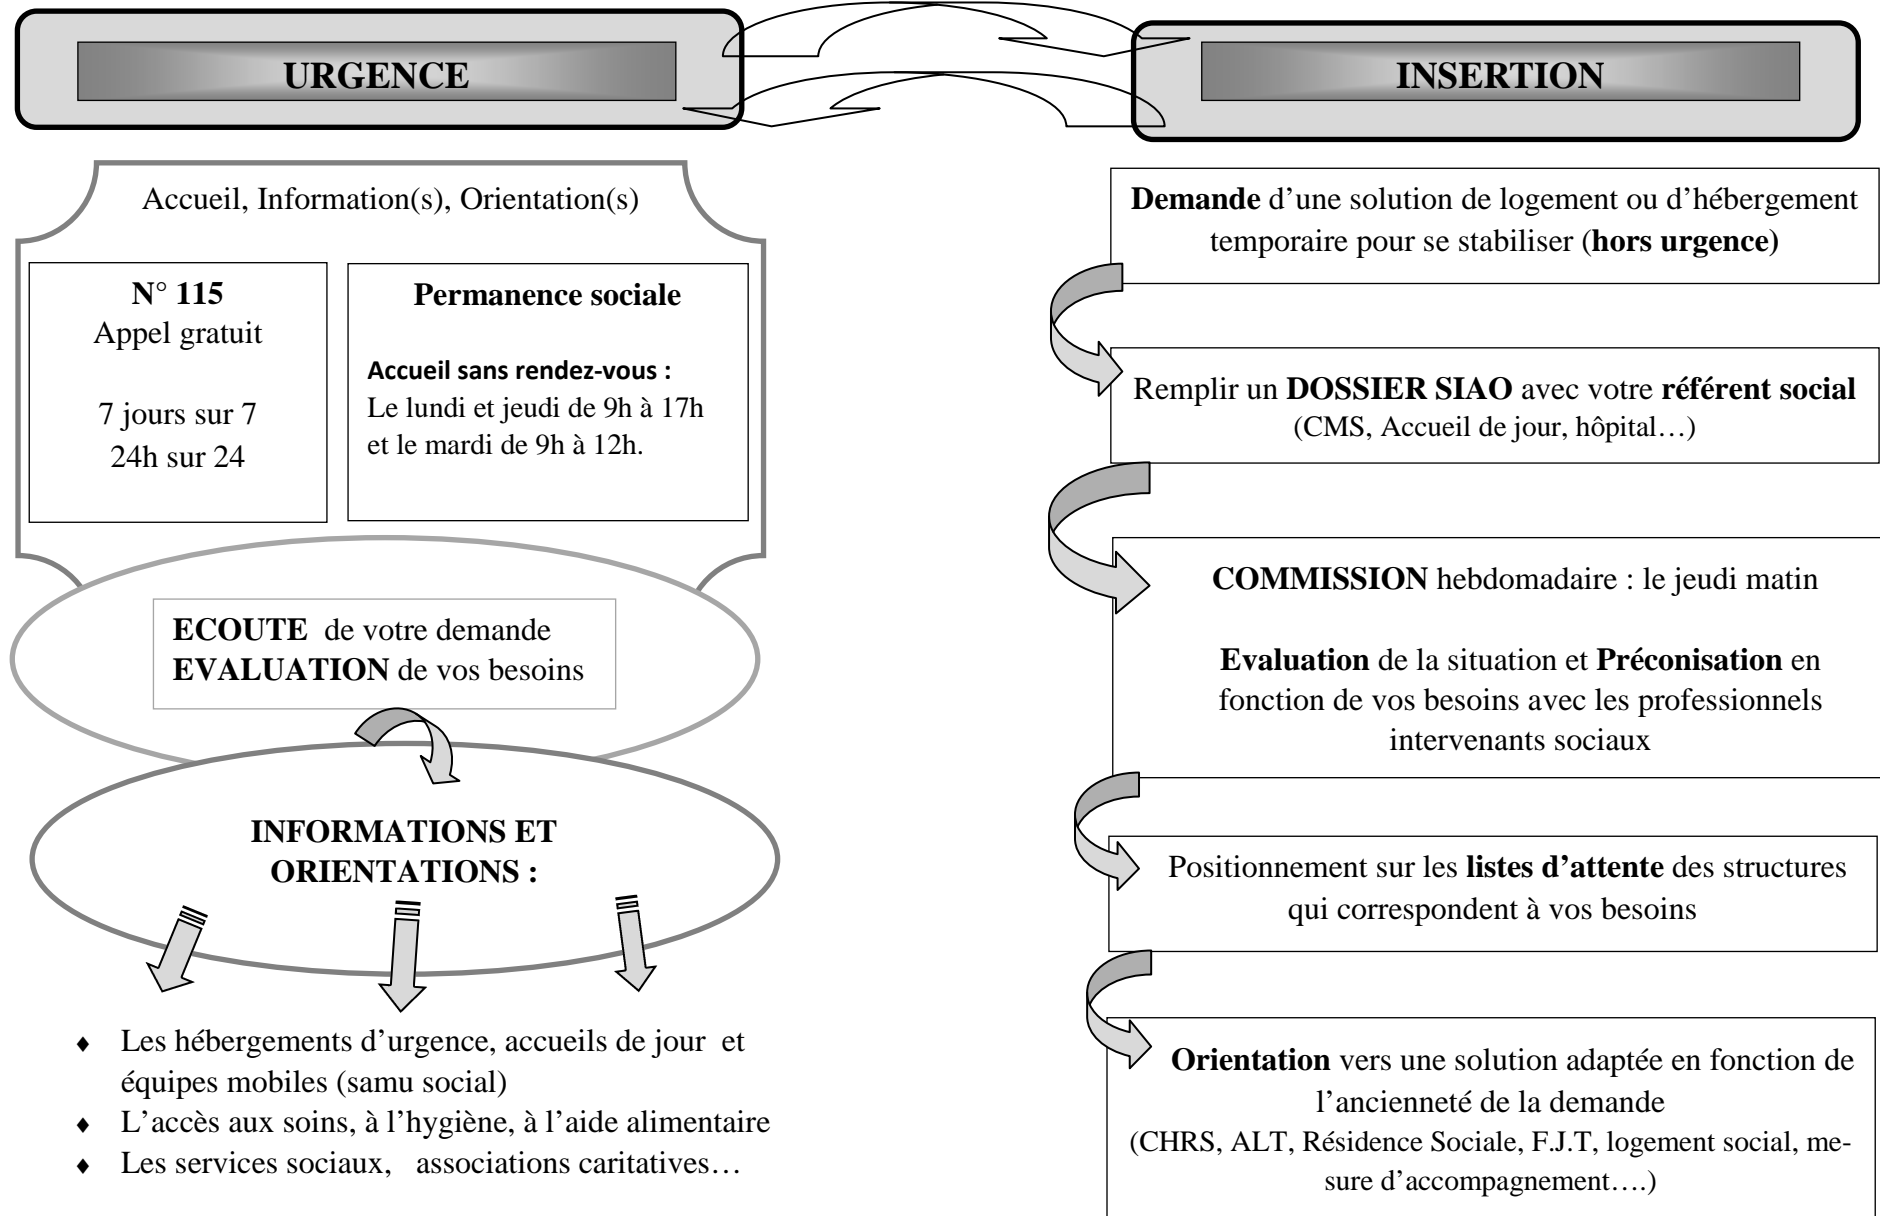 URGENCE
Accueil, Information(s), Orientation(s)
N° 115
Appel gratuit
7 jours sur 7
24h sur 24
Permanence sociale
Accueil sans rendez-vous :
Le lundi et jeudi de 9h à 17h
et le mardi de 9h à 12h.
ECOUTE de votre demande
EVALUATION de vos besoins
INFORMATIONS ET
ORIENTATIONS :
♦ Les hébergements d’urgence, accueils de jour et
équipes mobiles (samu social)
♦ L’accès aux soins, à l’hygiène, à l’aide alimentaire
♦ Les services sociaux, associations caritatives…
INSERTION
Demande d’une solution de logement ou d’hébergement
temporaire pour se stabiliser (hors urgence)
Remplir un DOSSIER SIAO avec votre référent social
(CMS, Accueil de jour, hôpital…)
COMMISSION hebdomadaire : le jeudi matin
Evaluation de la situation et Préconisation en
fonction de vos besoins avec les professionnels
intervenants sociaux
Positionnement sur les listes d’attente des structures
qui correspondent à vos besoins
Orientation vers une solution adaptée en fonction de
l’ancienneté de la demande
(CHRS, ALT, Résidence Sociale, F.J.T, logement social, me-
sure d’accompagnement….)